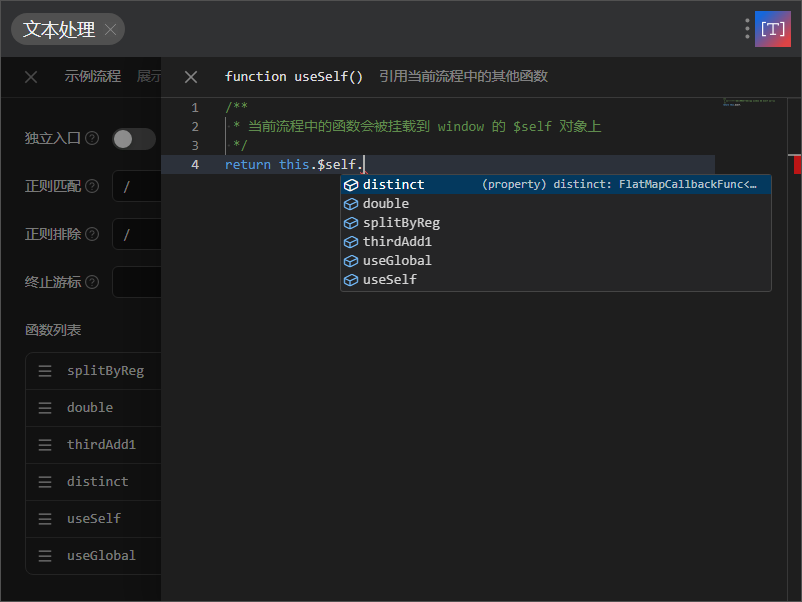 文本处理
[T]
示例流程 展示
function useSelf() 引用当前流程中的其他函数
独立入口
正则匹配 /
正则排除 /
终止游标
函数列表
splitByReg
double
thirdAdd1
distinct
useSelf
useGlobal
1 /**
2 * 当前流程中的函数会被挂载到 window 的 $self 对象上
3 */
4 return this.$self.
distinct (property) distinct: FlatMapCallbackFunc<…
double
splitByReg
thirdAdd1
useGlobal
useSelf